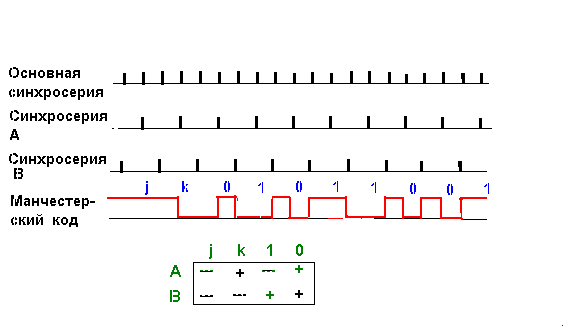 Основная
синхросерия
Синхросерия
А
Синхросерия
В
j k 0 1 0 1 1 0 0 1
Манчестер-
ский код
j k 1 0
A --- + --- +
B --- --- + +